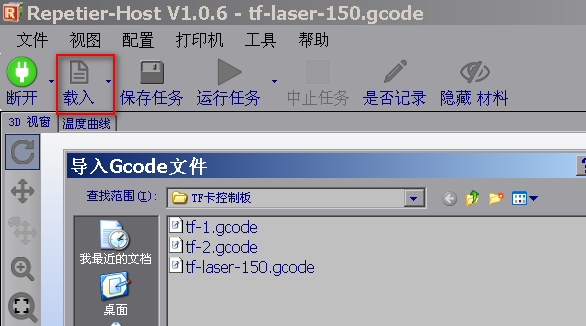 Repetier-Host V1.0.6 - tf-laser-150.gcode
文件 视图 配置 打印机 工具 帮助
断开 载入 保存任务 运行任务 中止任务 是否记录 隐藏 材料
3D 视窗 温度曲线
导入Gcode文件 ?
查找范围(I): TF卡控制板
tf-1.gcode
tf-2.gcode
tf-laser-150.gcode
我最近的文档
桌面